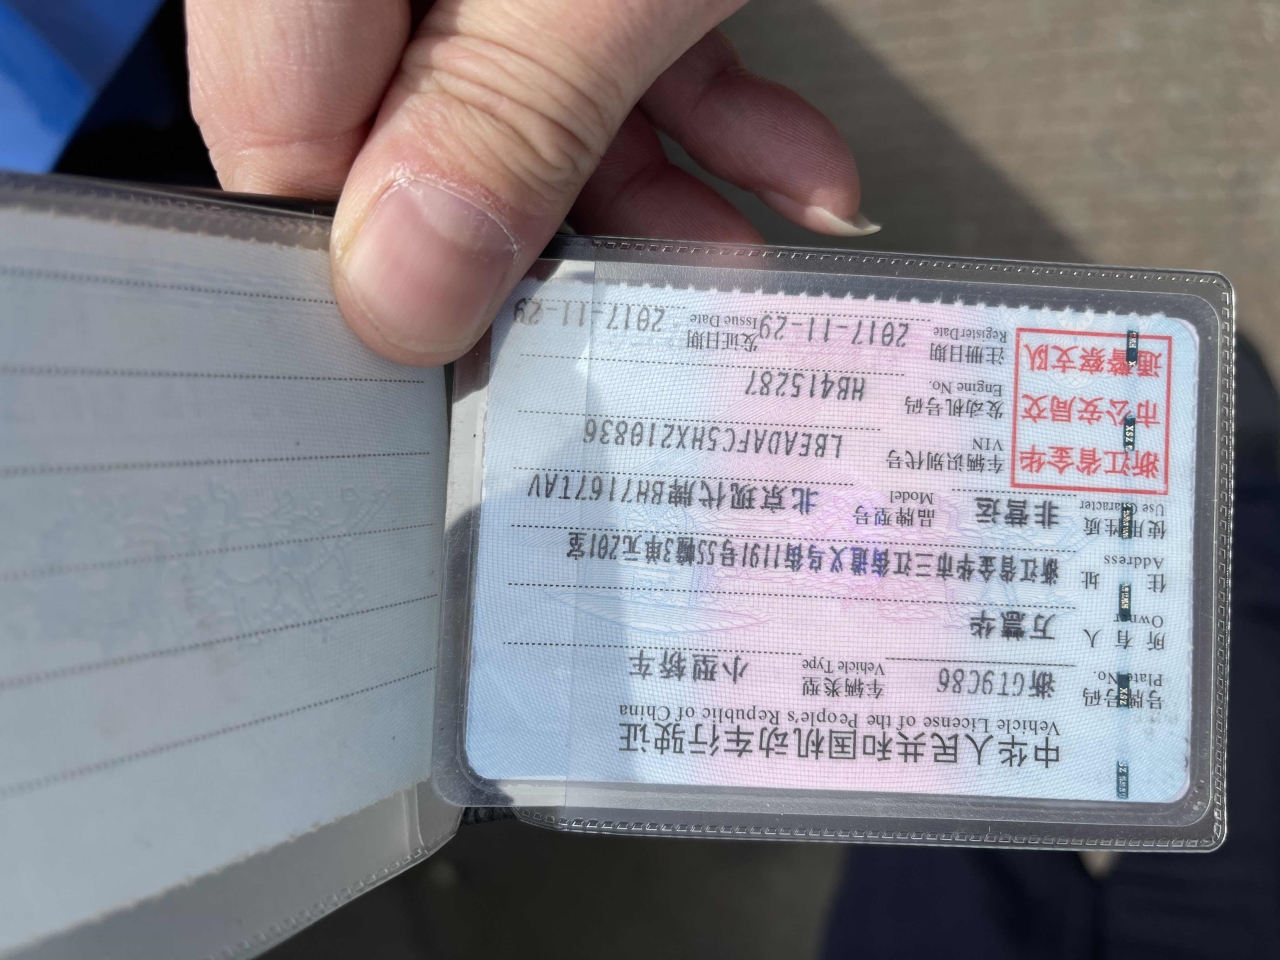 中华人民共和国机动车行驶证
Vehicle License of the People's Republic of China
号牌号码 Plate No. 浙GT9C86 车辆类型 Vehicle Type 小型轿车
所有人 Owner 万慧华
住址 Address 浙江省金华市三江街道义乌街1191号55幢3单元201室
使用性质 Use Character 非营运 品牌型号 Model 北京现代牌BH7167TAV
浙江省金华
市公安局交
通警察支队
车辆识别代号 VIN LBEADAFC5HX210836
发动机号码 Engine No. HB415287
注册日期 Register Date 2017-11-29 发证日期 Issue Date 2017-11-29